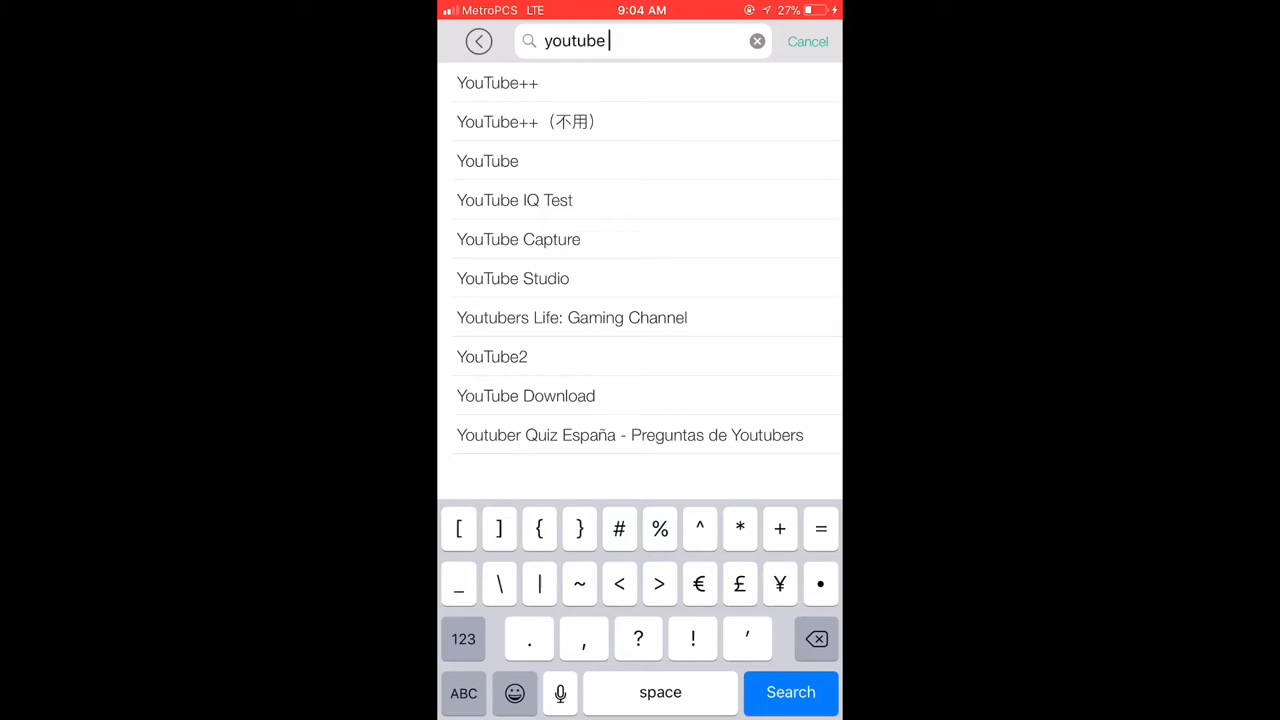 MetroPCS LTE 9:04 AM 27%
youtube Cancel
YouTube++
YouTube++（不用）
YouTube
YouTube IQ Test
YouTube Capture
YouTube Studio
Youtubers Life: Gaming Channel
YouTube2
YouTube Download
Youtuber Quiz España - Preguntas de Youtubers
[ ] { } # % ^ * + =
_ \ | ~ < > € £ ¥ •
123 . , ? ! ’
ABC space Search